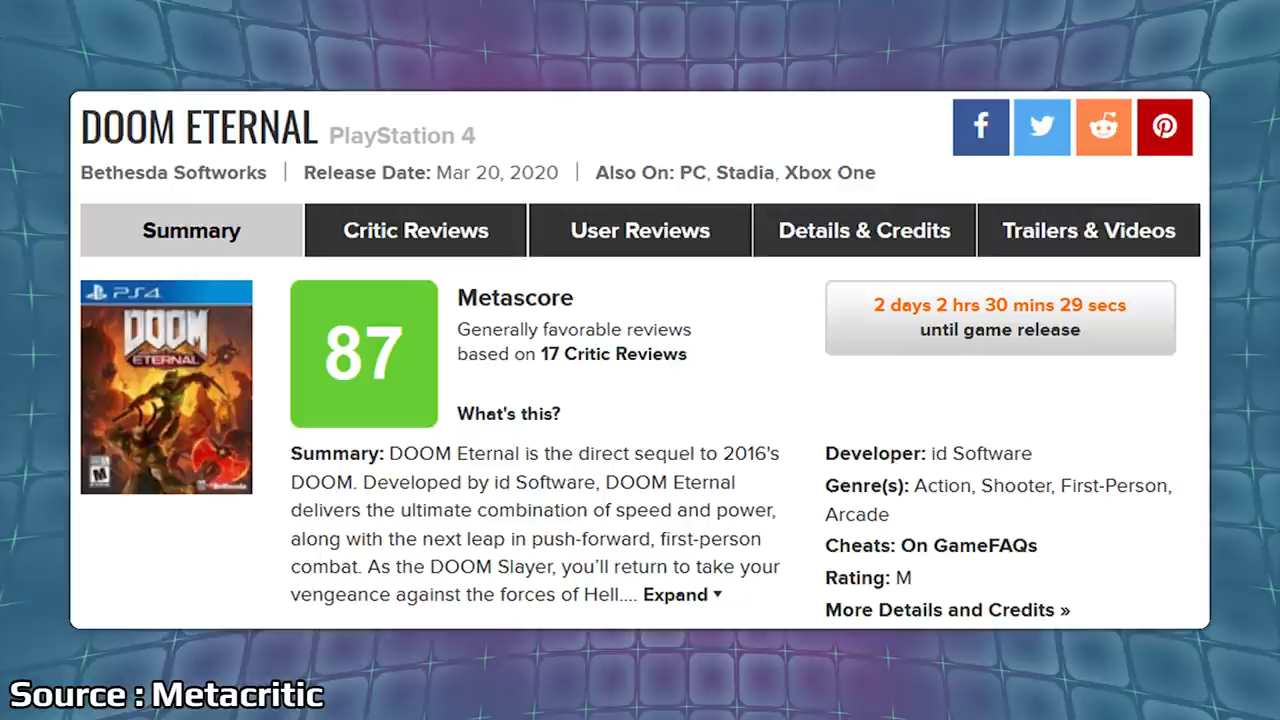 DOOM ETERNAL PlayStation 4
Bethesda Softworks | Release Date: Mar 20, 2020 | Also On: PC, Stadia, Xbox One
Summary
Critic Reviews
User Reviews
Details & Credits
Trailers & Videos
PS4
DOOM
ETERNAL
M
Bethesda
87
Metascore
Generally favorable reviews
based on 17 Critic Reviews
What's this?
2 days 2 hrs 30 mins 29 secs
until game release
Summary: DOOM Eternal is the direct sequel to 2016's
DOOM. Developed by id Software, DOOM Eternal
delivers the ultimate combination of speed and power,
along with the next leap in push-forward, first-person
combat. As the DOOM Slayer, you'll return to take your
vengeance against the forces of Hell.... Expand
Developer: id Software
Genre(s): Action, Shooter, First-Person,
Arcade
Cheats: On GameFAQs
Rating: M
More Details and Credits »
Source : Metacritic